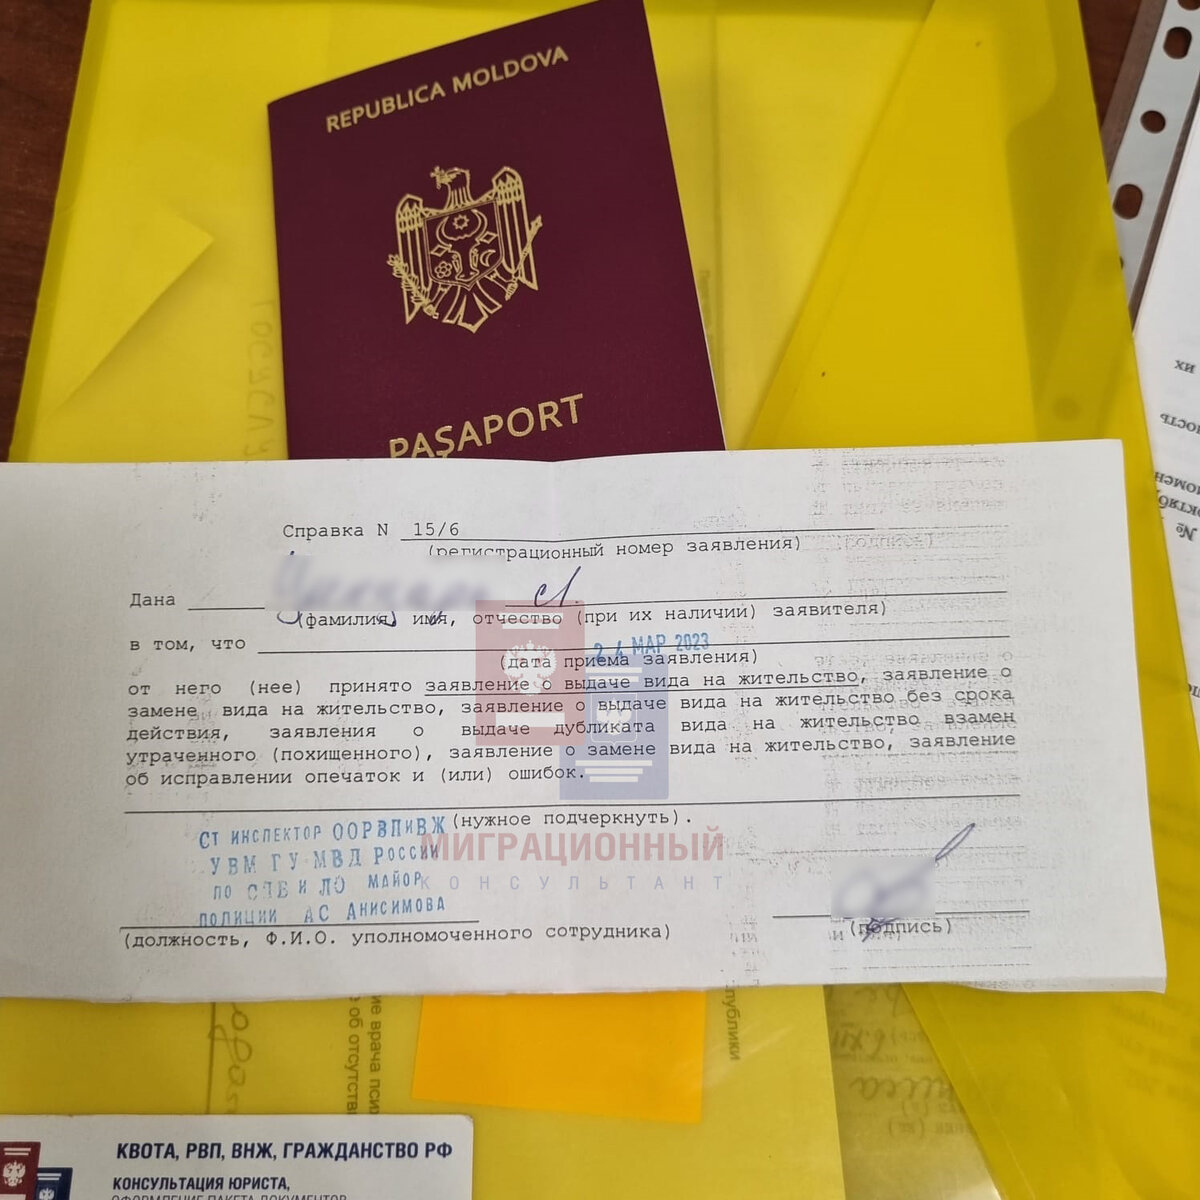 REPUBLICA MOLDOVA
PAŞAPORT
Справка N 15/6
(регистрационный номер заявления)
Дана
(фамилия, имя, отчество (при их наличии) заявителя)
в том, что
24 МАР 2023
(дата приема заявления)
от него (нее) принято заявление о выдаче вида на жительство, заявление о
замене вида на жительство, заявление о выдаче вида на жительство без срока
действия, заявления о выдаче дубликата вида на жительство взамен
утраченного (похищенного), заявление о замене вида на жительство, заявление
об исправлении опечаток и (или) ошибок.
(нужное подчеркнуть).
СТ ИНСПЕКТОР ООРВПиВЖ
УВМ ГУ МВД РОССИИ
ПО СПБ И ЛО МАЙОР
ПОЛИЦИИ АС АНИСИМОВА
МИГРАЦИОННЫЙ
КОНСУЛЬТАНТ
(должность, Ф.И.О. уполномоченного сотрудника)
(подпись)
КВОТА, РВП, ВНЖ, ГРАЖДАНСТВО РФ
КОНСУЛЬТАЦИЯ ЮРИСТА,
ОФОРМЛЕНИЕ ПАКЕТА ДОКУМЕНТОВ